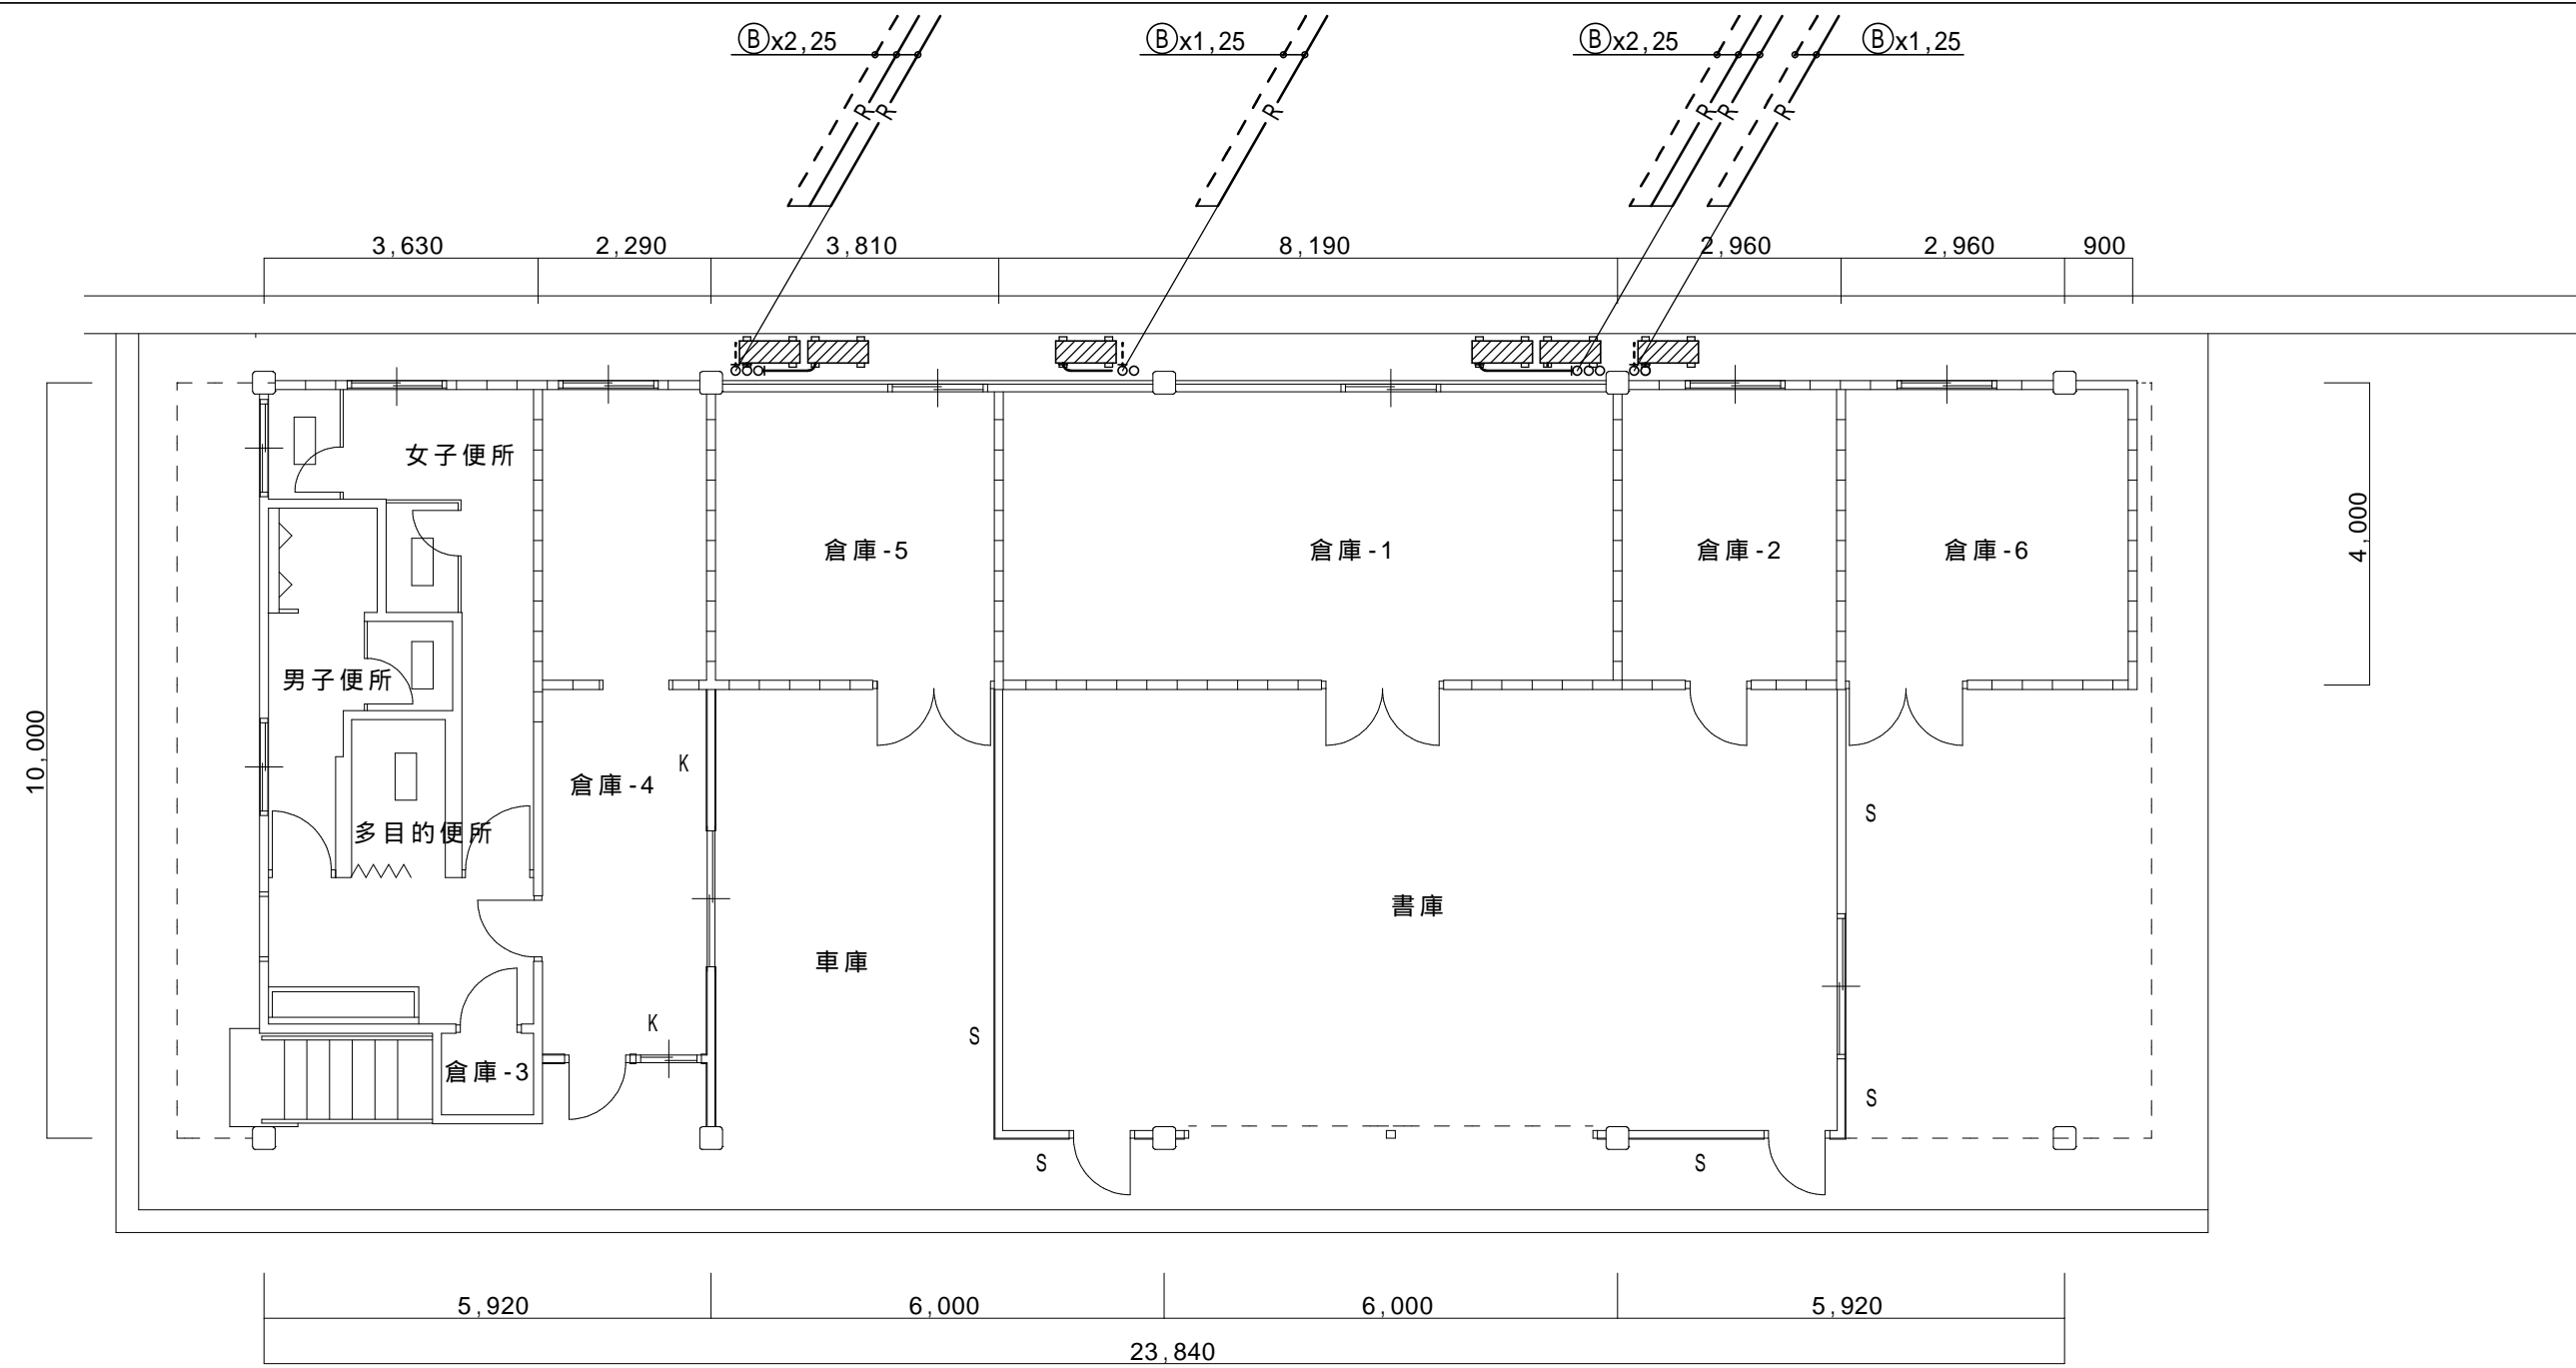 Ⓑx2,25
Ⓑx1,25
Ⓑx2,25
Ⓑx1,25
R
R
R
R
R
R
3,630
2,290
3,810
8,190
2,960
2,960
900
女子便所
倉庫-5
倉庫-1
倉庫-2
倉庫-6
4,000
男子便所
10,000
K
倉庫-4
S
多目的便所
書庫
車庫
K
S
倉庫-3
S
S
S
5,920
6,000
6,000
5,920
23,840